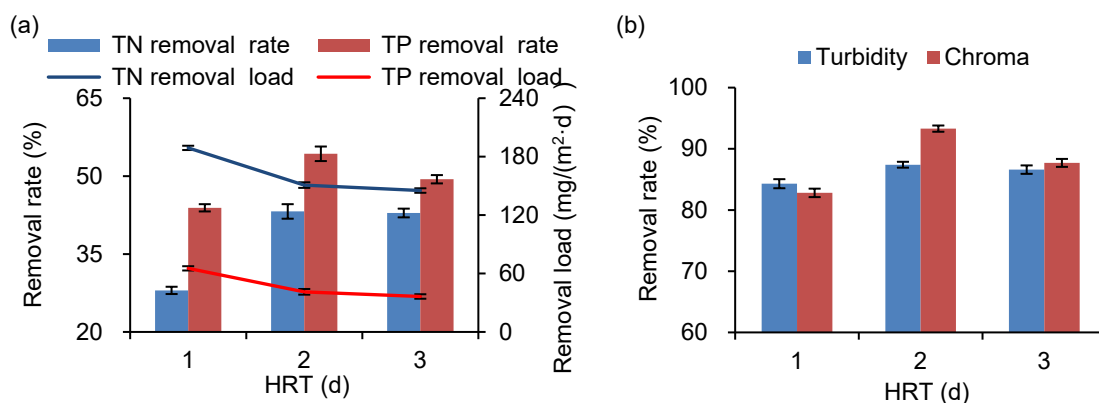 (a)
TN removal rate
TP removal rate
TN removal load
TP removal load
Removal rate (%)
65
50
35
20
240
180
120
60
0
Removal load (mg/(m²·d) )
1 2 3
HRT (d)
(b)
Turbidity
Chroma
Removal rate (%)
100
90
80
70
60
1 2 3
HRT (d)